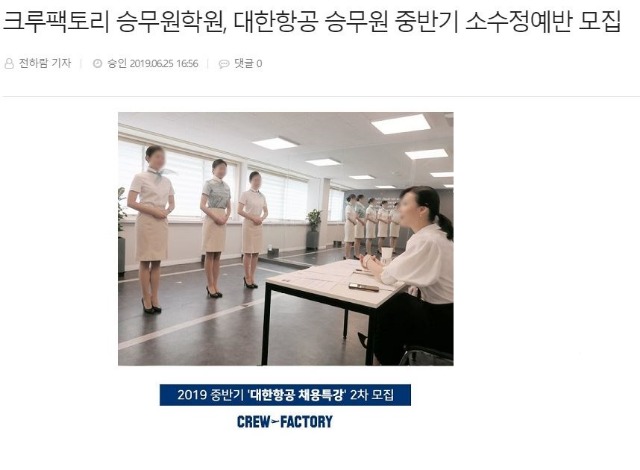 크루팩토리 승무원학원, 대한항공 승무원 중반기 소수정예반 모집
전하람 기자 승인 2019.06.25 16:56 댓글 0
2019 중반기 '대한항공 채용특강' 2차 모집
CREW FACTORY